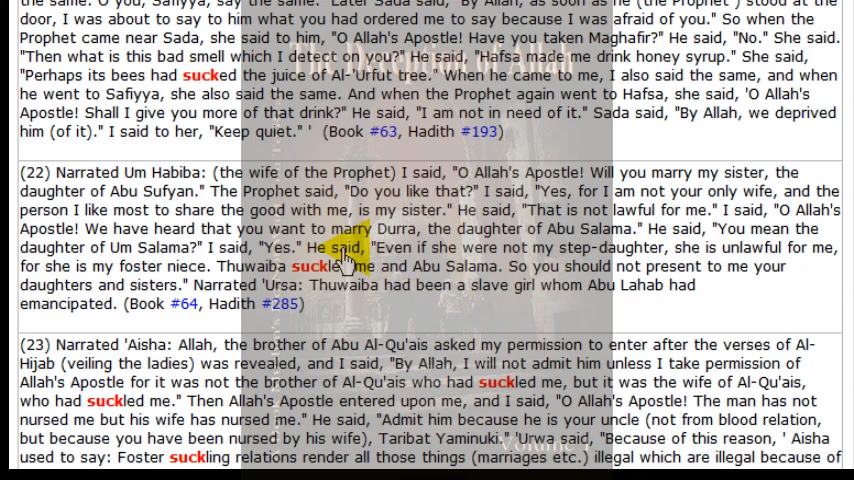 the same. O you, Safiyya, say the same." Later Sada said, "By Allah, as soon as he (the Prophet ) stood at the
door, I was about to say to him what you had ordered me to say because I was afraid of you." So when the
Prophet came near Sada, she said to him, "O Allah's Apostle! Have you taken Maghafir?" He said, "No." She said.
"Then what is this bad smell which I detect on you?" He said, "Hafsa made me drink honey syrup." She said,
"Perhaps its bees had sucked the juice of Al-'Urfut tree." When he came to me, I also said the same, and when
he went to Safiyya, she also said the same. And when the Prophet again went to Hafsa, she said, 'O Allah's
Apostle! Shall I give you more of that drink?" He said, "I am not in need of it." Sada said, "By Allah, we deprived
him (of it)." I said to her, "Keep quiet." ' (Book #63, Hadith #193)
The Deception of Allah
(22) Narrated Um Habiba: (the wife of the Prophet) I said, "O Allah's Apostle! Will you marry my sister, the
daughter of Abu Sufyan." The Prophet said, "Do you like that?" I said, "Yes, for I am not your only wife, and the
person I like most to share the good with me, is my sister." He said, "That is not lawful for me." I said, "O Allah's
Apostle! We have heard that you want to marry Durra, the daughter of Abu Salama." He said, "You mean the
daughter of Um Salama?" I said, "Yes." He said, "Even if she were not my step-daughter, she is unlawful for me,
for she is my foster niece. Thuwaiba suckled me and Abu Salama. So you should not present to me your
daughters and sisters." Narrated 'Ursa: Thuwaiba had been a slave girl whom Abu Lahab had
emancipated. (Book #64, Hadith #285)
(23) Narrated 'Aisha: Allah, the brother of Abu Al-Qu'ais asked my permission to enter after the verses of Al-
Hijab (veiling the ladies) was revealed, and I said, "By Allah, I will not admit him unless I take permission of
Allah's Apostle for it was not the brother of Al-Qu'ais who had suckled me, but it was the wife of Al-Qu'ais,
who had suckled me." Then Allah's Apostle entered upon me, and I said, "O Allah's Apostle! The man has not
nursed me but his wife has nursed me." He said, "Admit him because he is your uncle (not from blood relation,
but because you have been nursed by his wife), Taribat Yaminuki." 'Urwa said, "Because of this reason, ' Aisha
used to say: Foster suckling relations render all those things (marriages etc.) illegal which are illegal because of
Volume 1